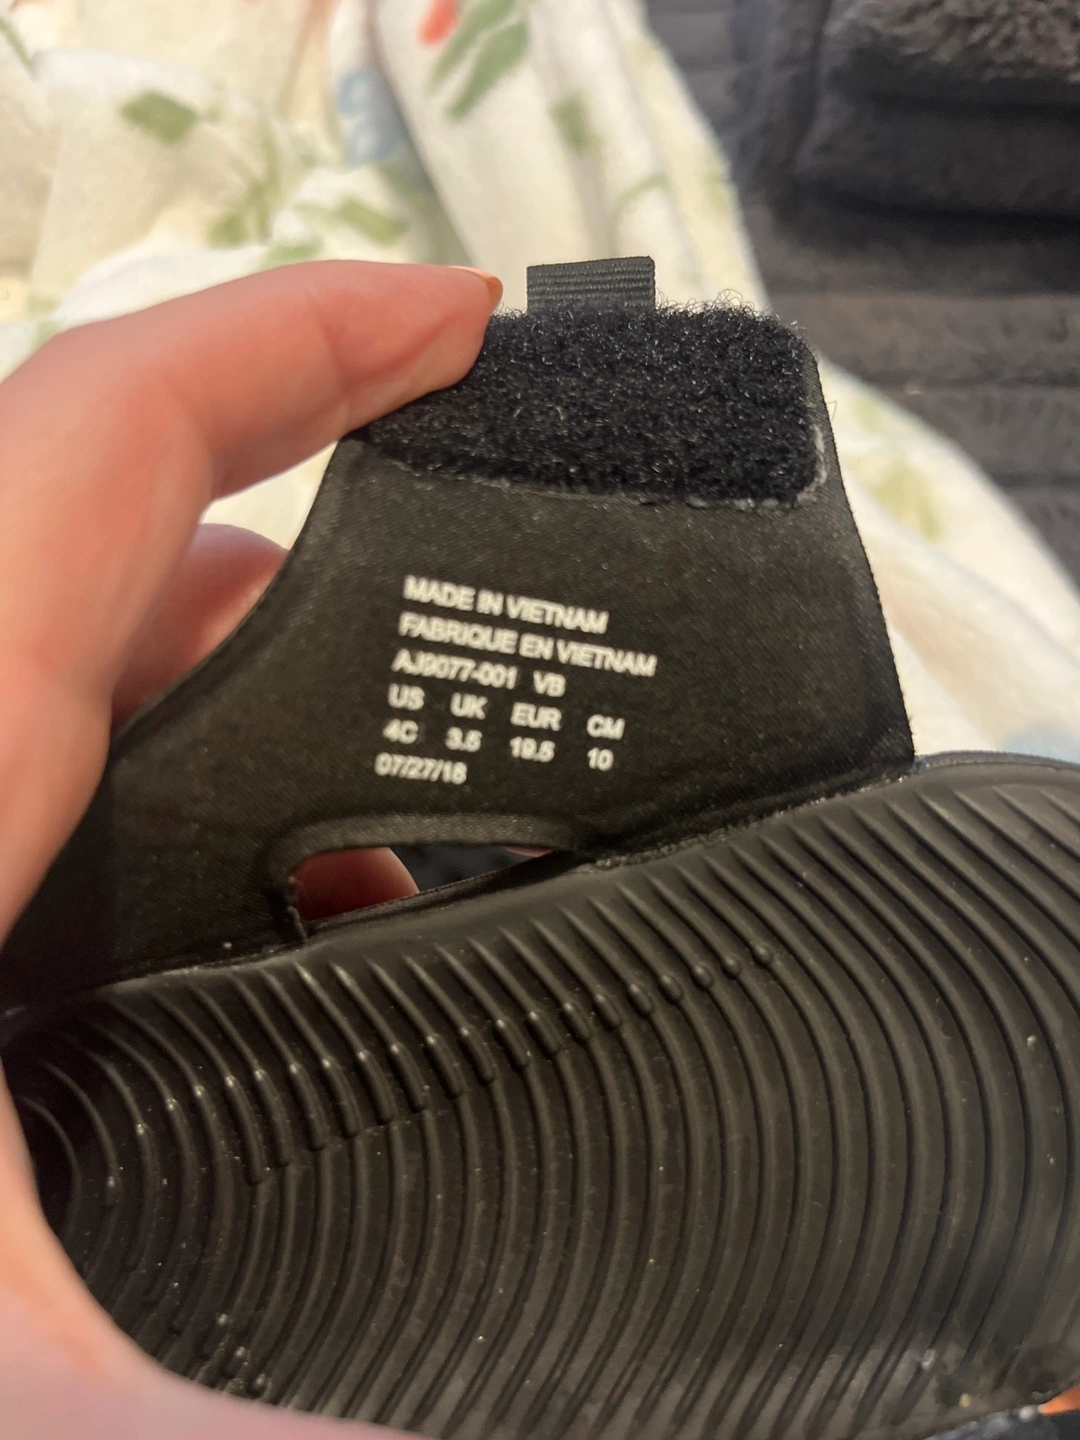 MADE IN VIETNAM
FABRIQUE EN VIETNAM
AJ9077-001 VB
US UK EUR CM
4C 3.5 19.5 10
07/27/18